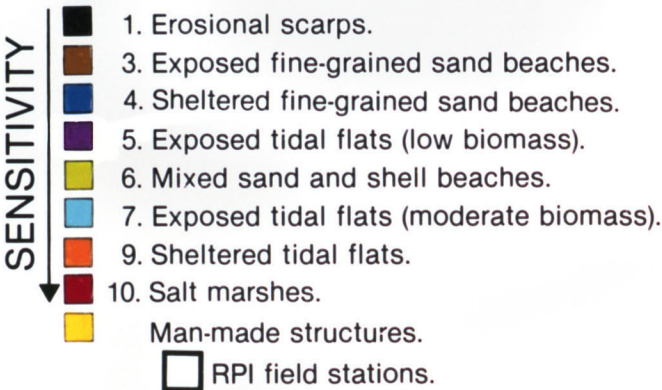 SENSITIVITY
1. Erosional scarps.
3. Exposed fine-grained sand beaches.
4. Sheltered fine-grained sand beaches.
5. Exposed tidal flats (low biomass).
6. Mixed sand and shell beaches.
7. Exposed tidal flats (moderate biomass).
9. Sheltered tidal flats.
10. Salt marshes.
Man-made structures.
RPI field stations.